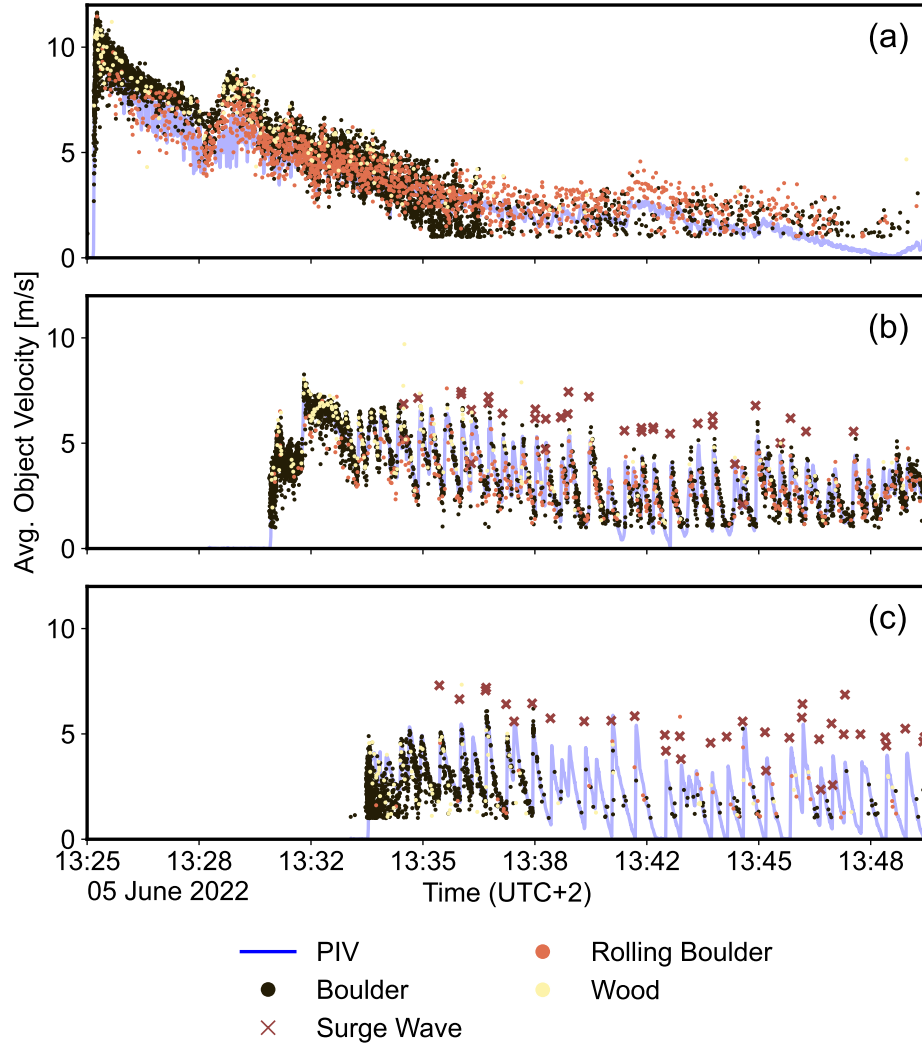 (a)
10
5
0
(b)
10
5
0
Avg. Object Velocity [m/s]
(c)
10
5
0
13:25 13:28 13:32 13:35 13:38 13:42 13:45 13:48
05 June 2022 Time (UTC+2)
PIV Rolling Boulder
Boulder Wood
Surge Wave